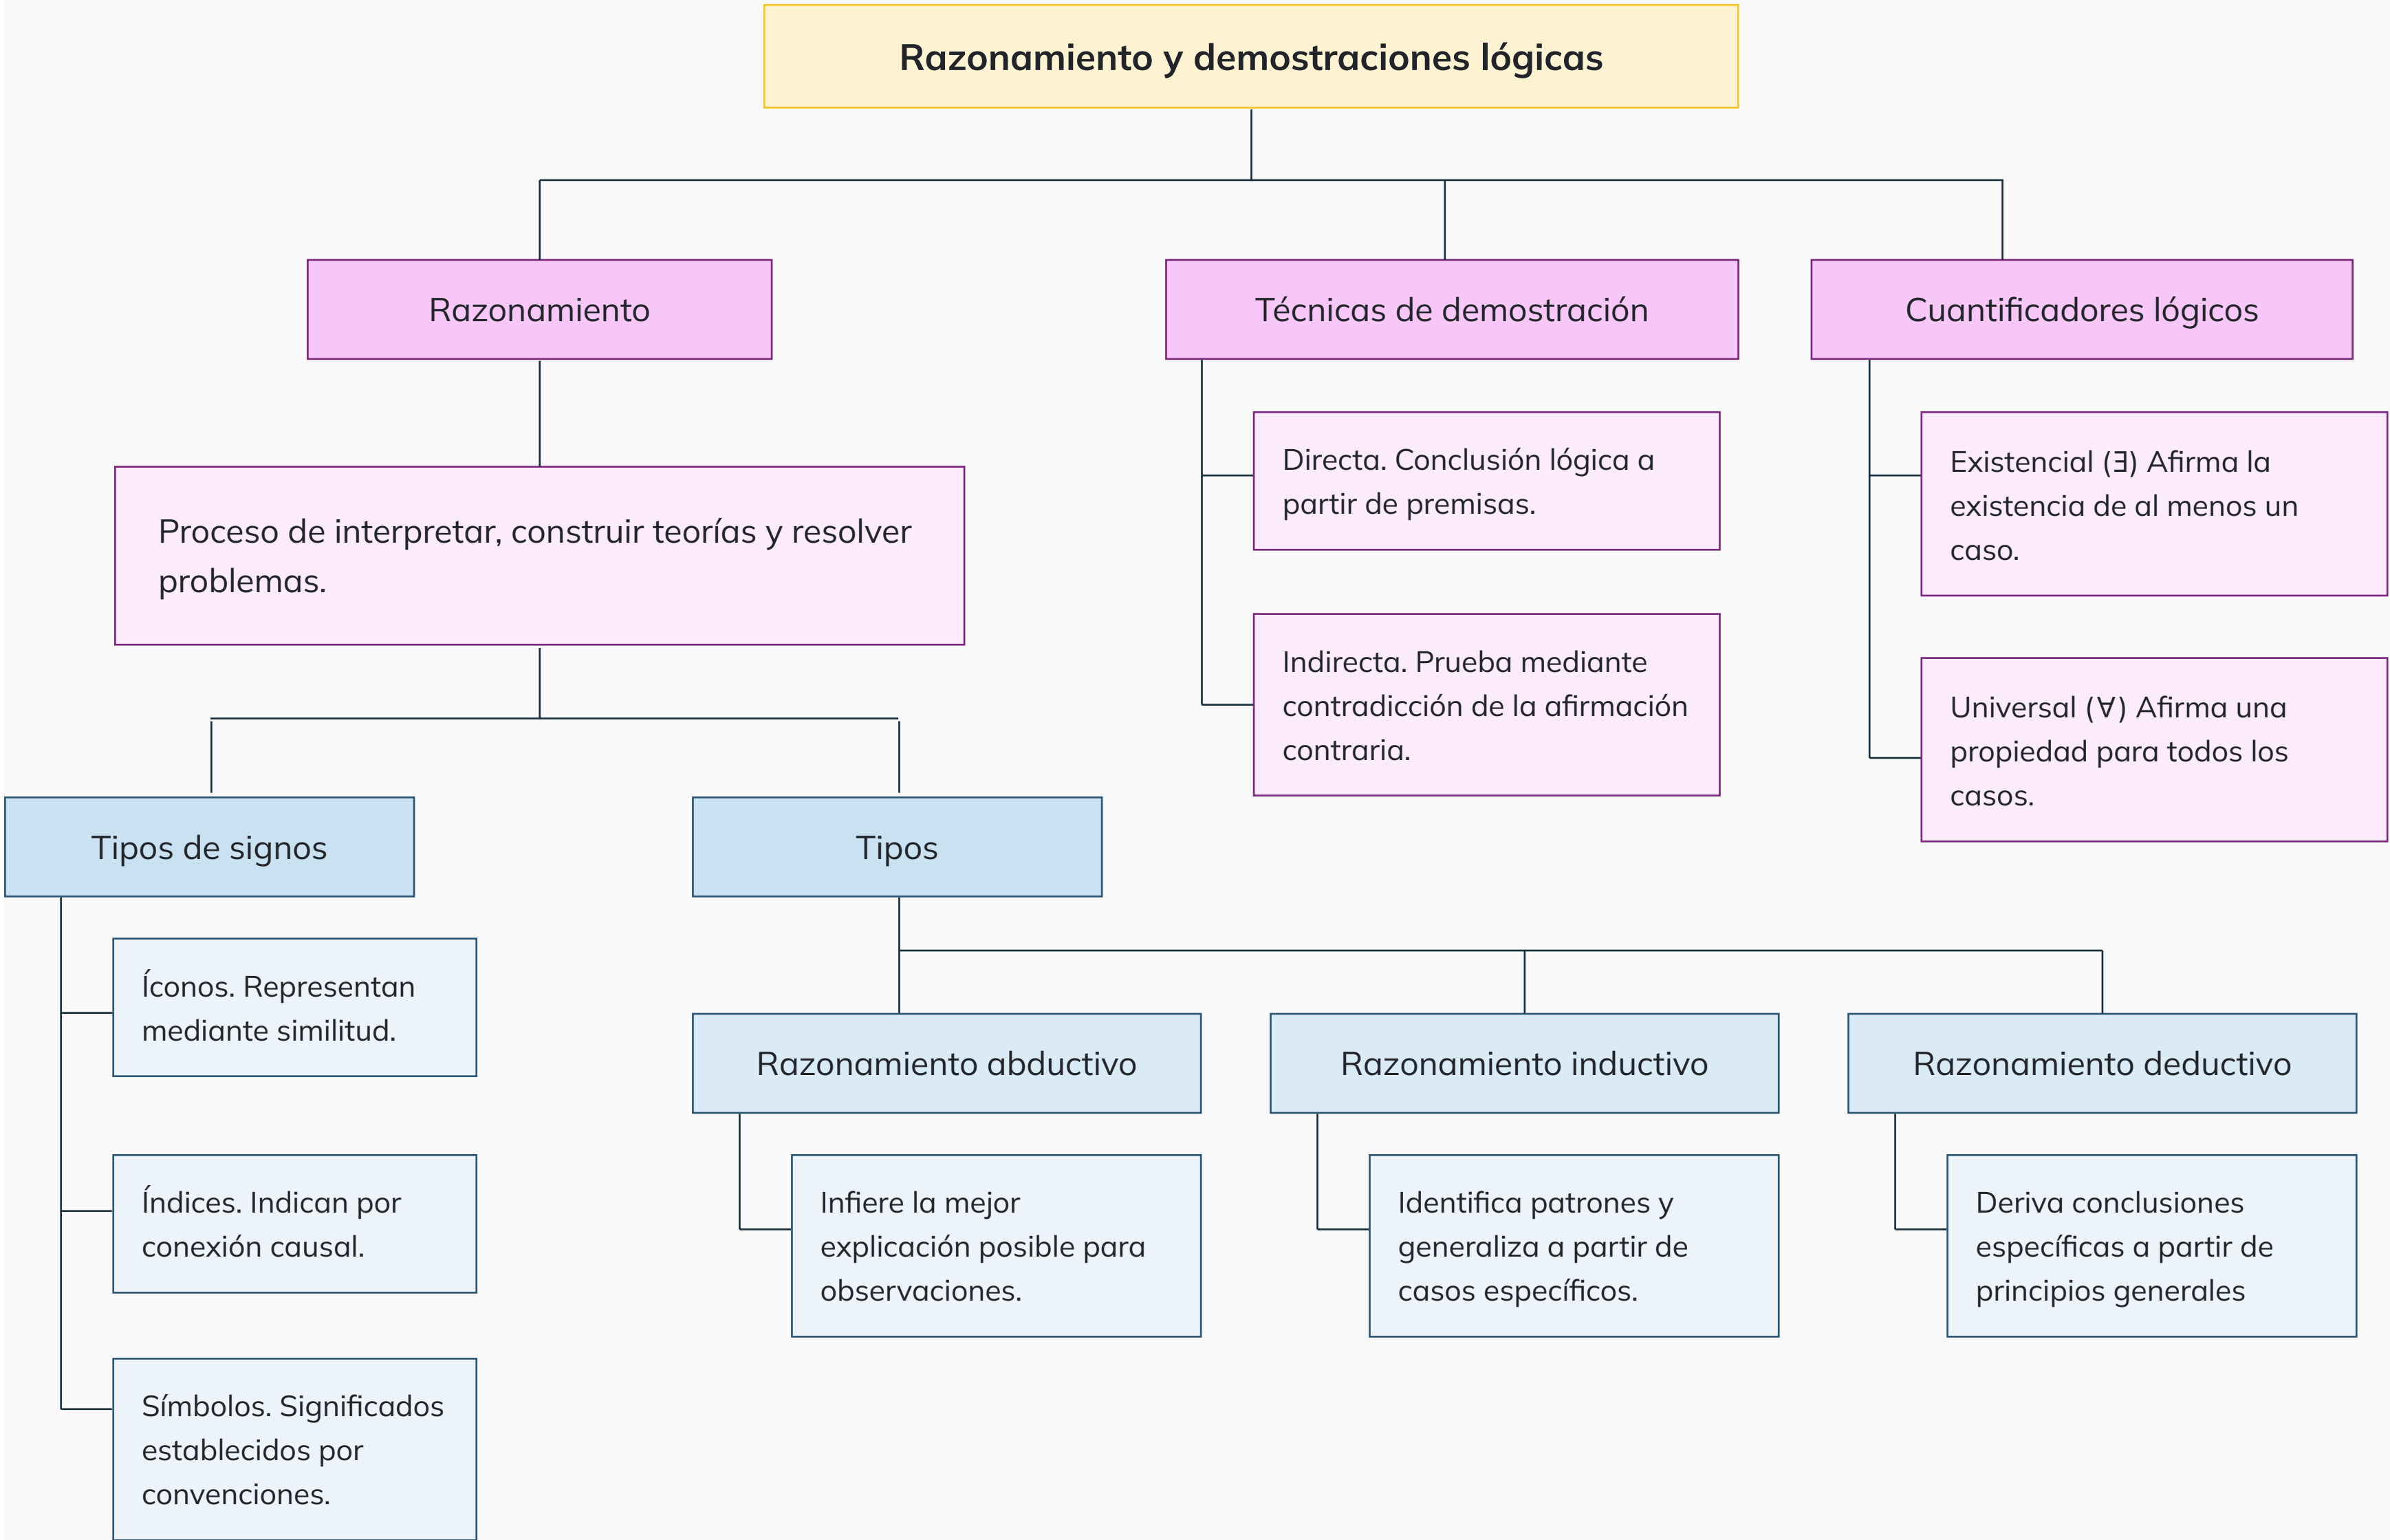 Razonamiento y demostraciones lógicas
Razonamiento
Técnicas de demostración
Cuantificadores lógicos
Proceso de interpretar, construir teorías y resolver
problemas.
Directa. Conclusión lógica a
partir de premisas.
Indirecta. Prueba mediante
contradicción de la afirmación
contraria.
Existencial (∃) Afirma la
existencia de al menos un
caso.
Universal (∀) Afirma una
propiedad para todos los
casos.
Tipos de signos
Íconos. Representan
mediante similitud.
Índices. Indican por
conexión causal.
Símbolos. Significados
establecidos por
convenciones.
Tipos
Razonamiento abductivo
Infiere la mejor
explicación posible para
observaciones.
Razonamiento inductivo
Identifica patrones y
generaliza a partir de
casos específicos.
Razonamiento deductivo
Deriva conclusiones
específicas a partir de
principios generales